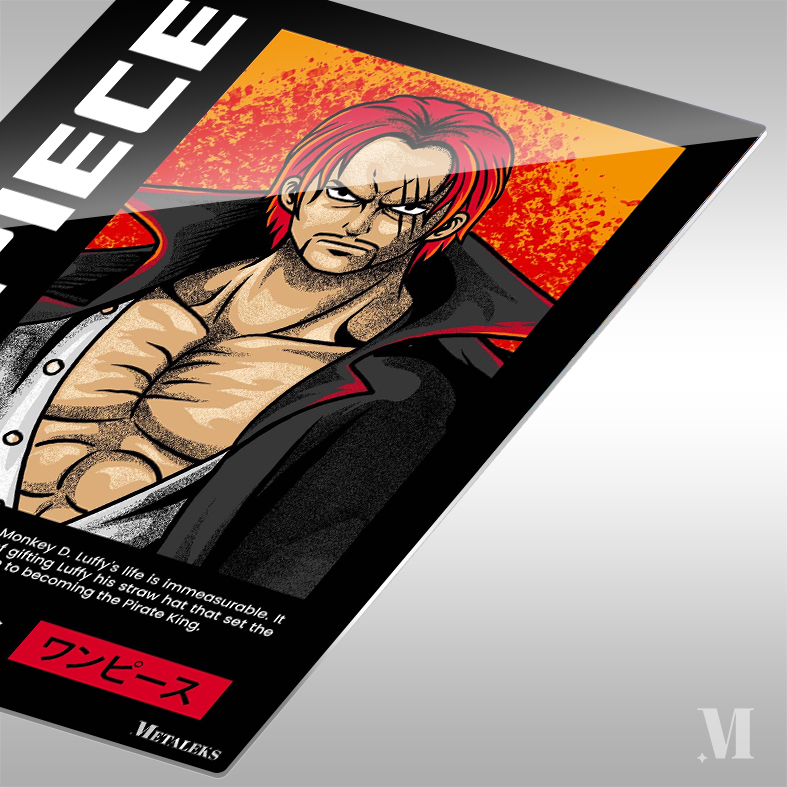 PIECE
Monkey D. Luffy's life is immeasurable. It
gifting Luffy his straw hat that set the
to becoming the Pirate King.
ワンピース
METALEKS
M